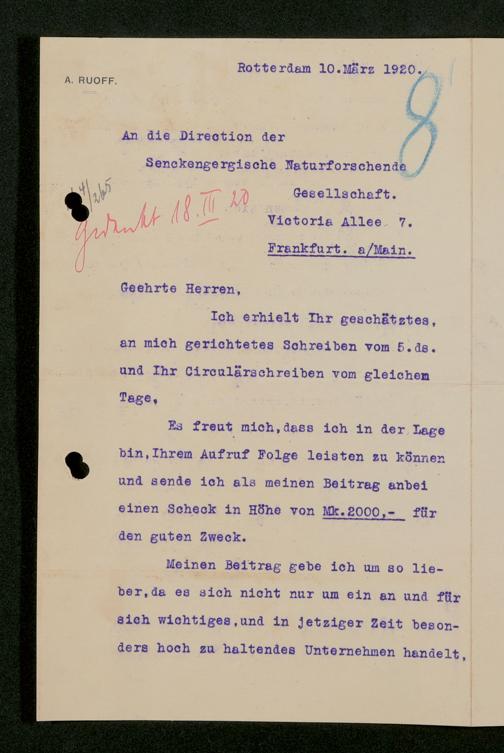 Rotterdam 10.März 1920.
A. RUOFF.
8
An die Direction der
Senckengergische Naturforschende
Gesellschaft.
Victoria Allee 7.
Frankfurt. a/Main.
gedankt 18. III 20
Geehrte Herren,
Ich erhielt Ihr geschätztes,
an mich gerichtetes Schreiben vom 5.ds.
und Ihr Circulärschreiben vom gleichen
Tage,
Es freut mich,dass ich in der Lage
bin,Ihrem Aufruf Folge leisten zu können
und sende ich als meinen Beitrag anbei
einen Scheck in Höhe von Mk.2000,- für
den guten Zweck.
Meinen Beitrag gebe ich um so lie-
ber,da es sich nicht nur um ein an und für
sich wichtiges,und in jetziger Zeit beson-
ders hoch zu haltendes Unternehmen handelt,